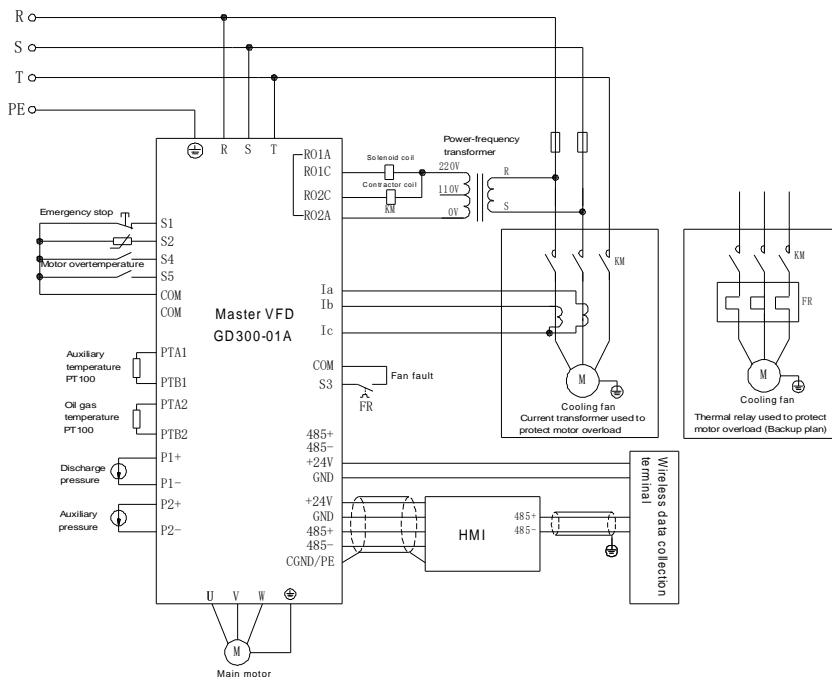 R
S
T
PE
R S T
RO1A
RO1C
RO2C
RO2A
Solenoid coil
Contractor coil
KM
Power-frequency
transformer
220V
110V
0V
R
S
Emergency stop
Motor overtemperature
S1
S2
S4
S5
COM
COM
Master VFD
GD300-01A
Ia
Ib
Ic
COM
S3
Fan fault
FR
KM
M
Cooling fan
Current transformer used to
protect motor overload
KM
FR
M
Cooling fan
Thermal relay used to protect
motor overload (Backup plan)
Auxiliary
temperature
PT100
PTA1
PTB1
Oil gas
temperature
PT100
PTA2
PTB2
Discharge
pressure
P1+
P1-
Auxiliary
pressure
P2+
P2-
485+
485-
+24V
GND
+24V
GND
485+
485-
CGND/PE
HMI
485+
485-
Wireless data collection
terminal
U V W
M
Main motor